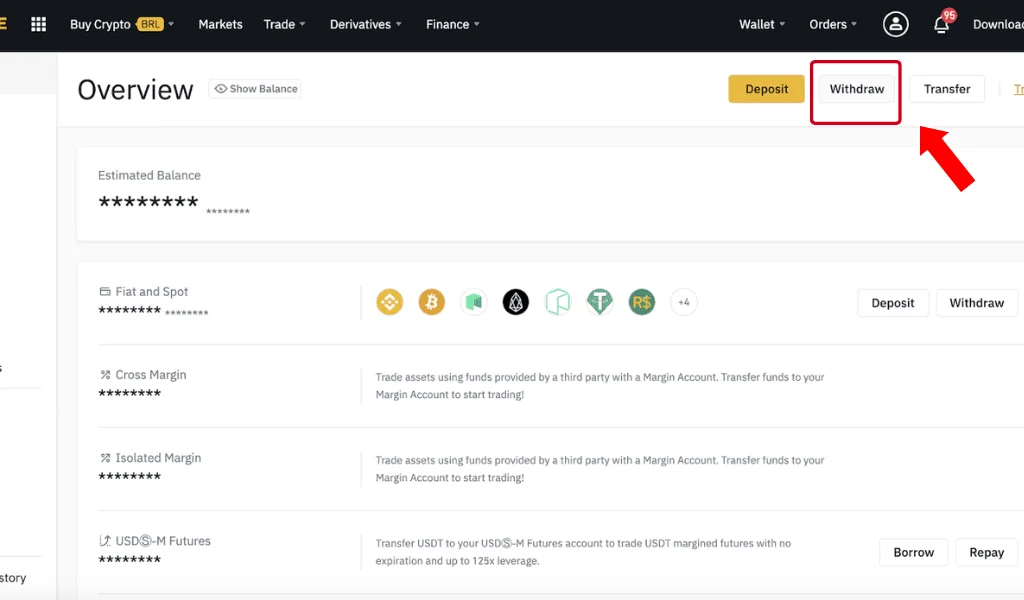 E Buy Crypto BRL Markets Trade Derivatives Finance Wallet Orders 95 Download
Overview Show Balance Deposit Withdraw Transfer Tr
Estimated Balance
******** ********
Fiat and Spot
******** ********
R$ +4 Deposit Withdraw
s
Cross Margin
********
Trade assets using funds provided by a third party with a Margin Account. Transfer funds to your
Margin Account to start trading!
Isolated Margin
********
Trade assets using funds provided by a third party with a Margin Account. Transfer funds to your
Margin Account to start trading!
USDⓈ-M Futures
********
Transfer USDT to your USDⓈ-M Futures account to trade USDT margined futures with no
expiration and up to 125x leverage.
Borrow Repay
story